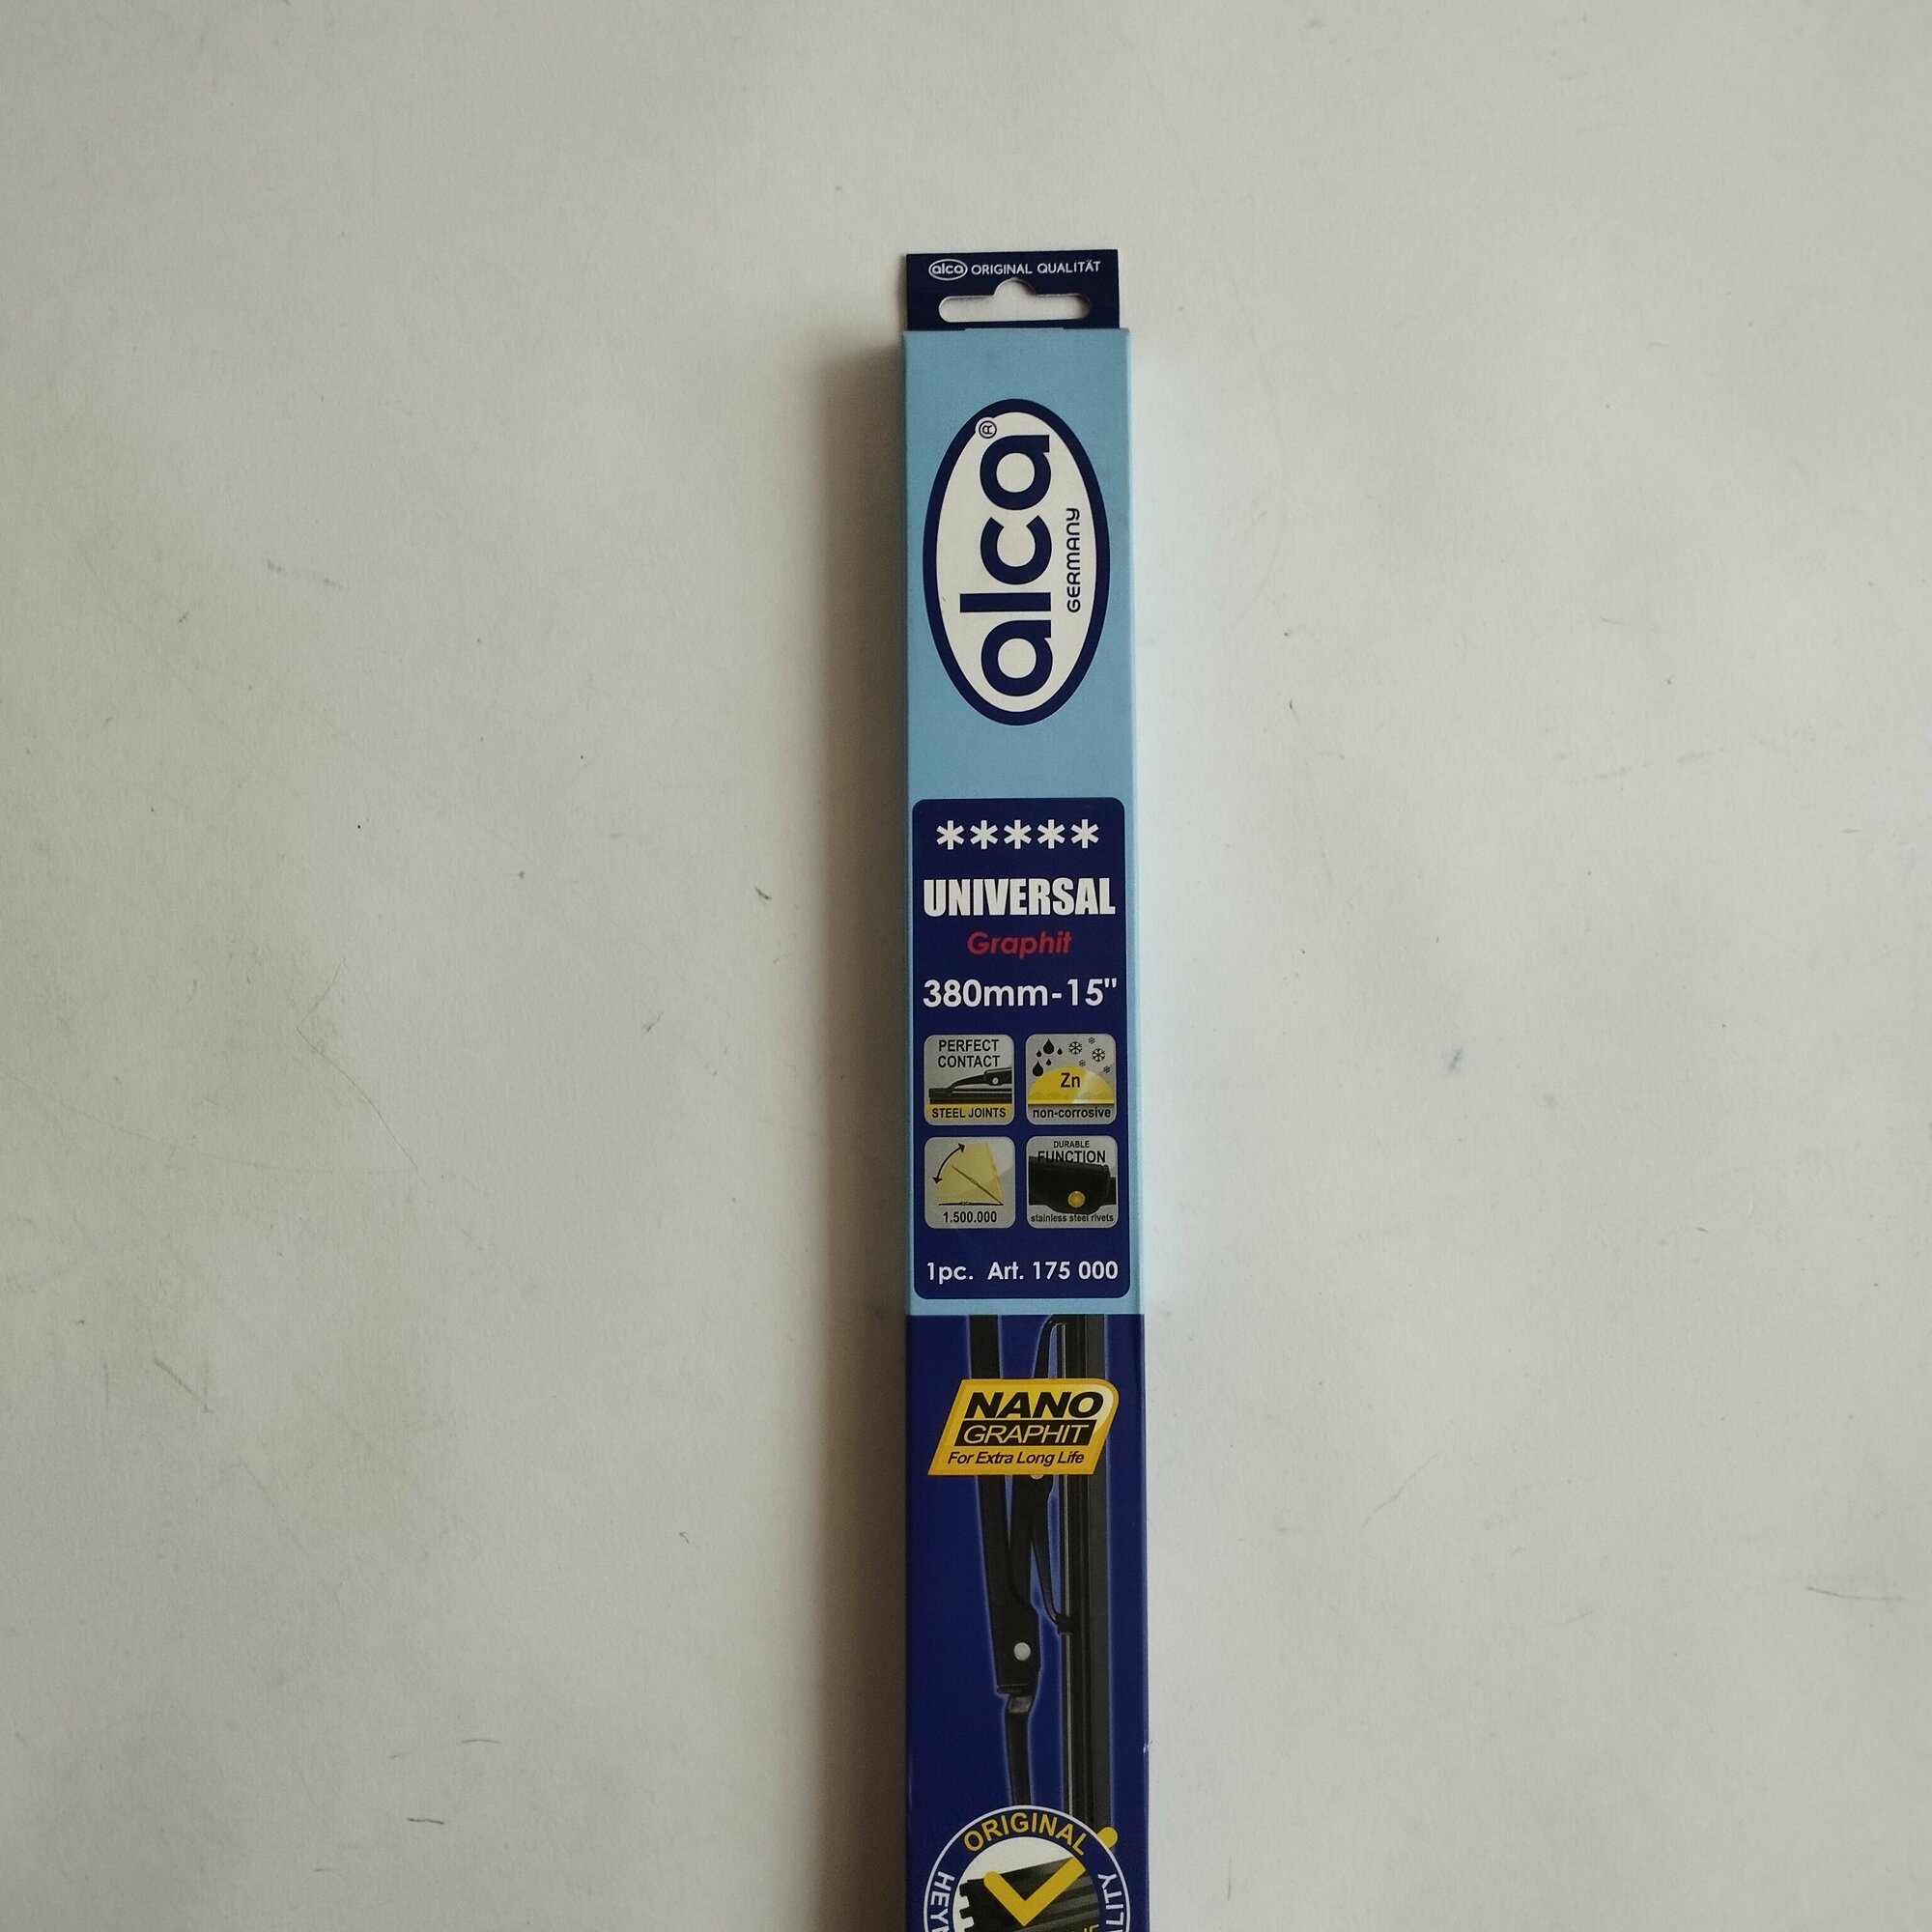 alca ORIGINAL QUALITÄT
alca®
GERMANY
*****
UNIVERSAL
Graphit
380mm-15"
PERFECT
CONTACT
STEEL JOINTS
Zn
non-corrosive
1.500.000
DURABLE
FUNCTION
stainless steel rivets
1pc. Art. 175 000
NANO
GRAPHIT
For Extra Long Life
ORIGINAL